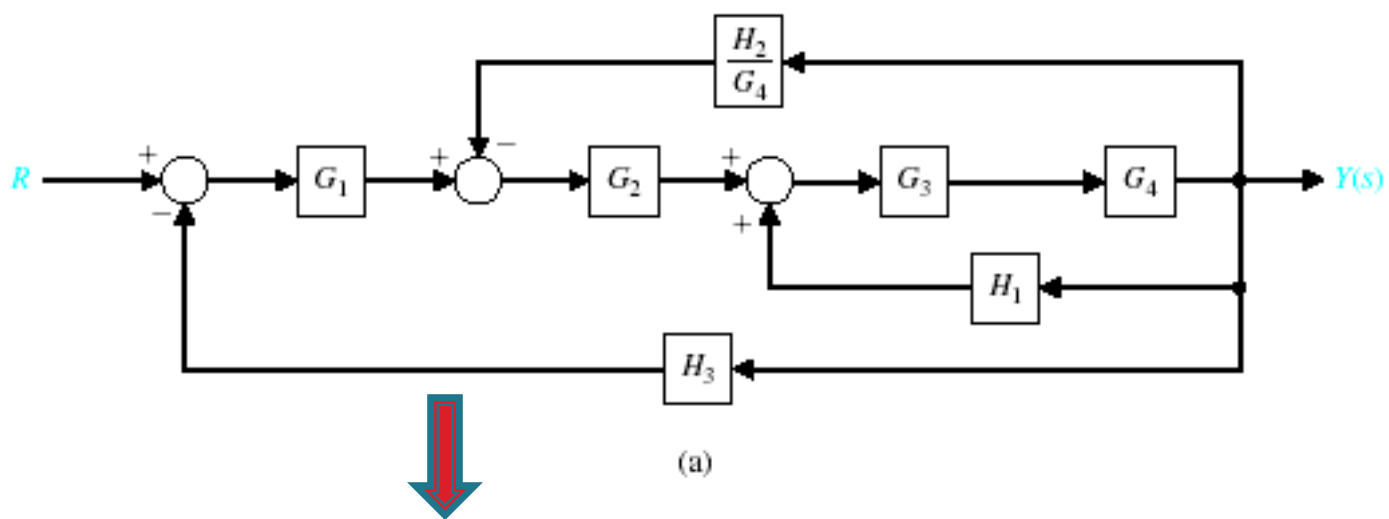 H₂
G₄
+ − + +
R G₁ G₂ G₃ G₄ Y(s)
− +
H₁
H₃
(a)